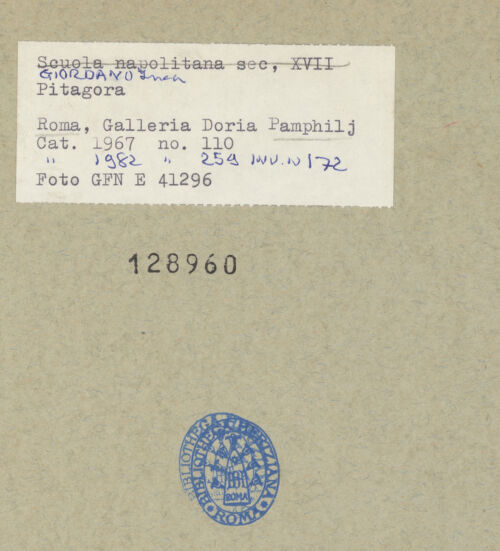 Scuola napolitana sec, XVII
GIORDANO Luca
Pitagora
Roma, Galleria Doria Pamphilj
Cat. 1967 no. 110
" 1982 " 259 INV. N 172
Foto GFN E 41296
128960
BIBLIOTHECA HERTZIANA
ROMA
ROMA